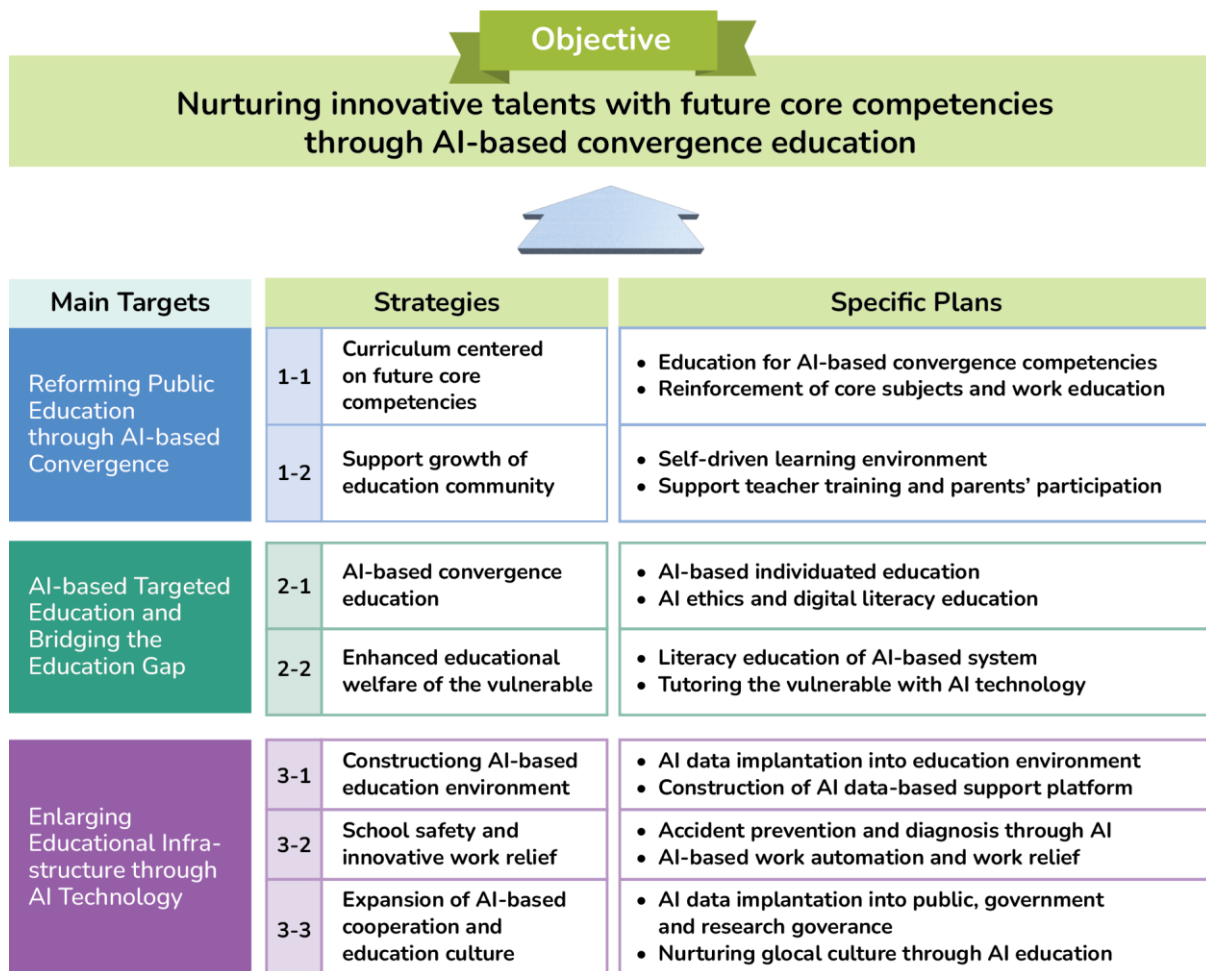 Objective
Nurturing innovative talents with future core competencies
through AI-based convergence education
Main Targets
Strategies
Specific Plans
Reforming Public
Education
through AI-based
Convergence
1-1
Curriculum centered
on future core
competencies
• Education for AI-based convergence competencies
• Reinforcement of core subjects and work education
1-2
Support growth of
education community
• Self-driven learning environment
• Support teacher training and parents’ participation
AI-based Targeted
Education and
Bridging the
Education Gap
2-1
AI-based convergence
education
• AI-based individuated education
• AI ethics and digital literacy education
2-2
Enhanced educational
welfare of the vulnerable
• Literacy education of AI-based system
• Tutoring the vulnerable with AI technology
Enlarging
Educational Infra-
structure through
AI Technology
3-1
Constructiong AI-based
education environment
• AI data implantation into education environment
• Construction of AI data-based support platform
3-2
School safety and
innovative work relief
• Accident prevention and diagnosis through AI
• AI-based work automation and work relief
3-3
Expansion of AI-based
cooperation and
education culture
• AI data implantation into public, government
and research goverance
• Nurturing glocal culture through AI education